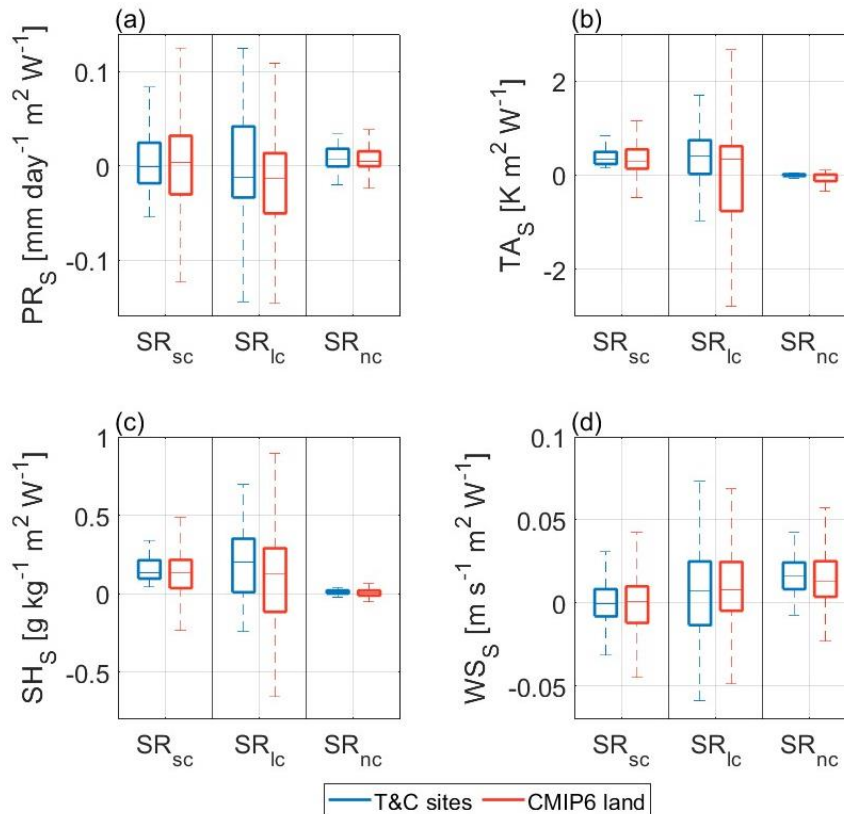 (a)
0.1
0
-0.1
PR_S [mm day^-1 m^2 W^-1]
SR_sc SR_lc SR_nc
(b)
2
0
-2
TA_S [K m^2 W^-1]
SR_sc SR_lc SR_nc
(c)
1
0.5
0
-0.5
SH_S [g kg^-1 m^2 W^-1]
SR_sc SR_lc SR_nc
(d)
0.1
0.05
0
-0.05
WS_S [m s^-1 m^2 W^-1]
SR_sc SR_lc SR_nc
T&C sites CMIP6 land